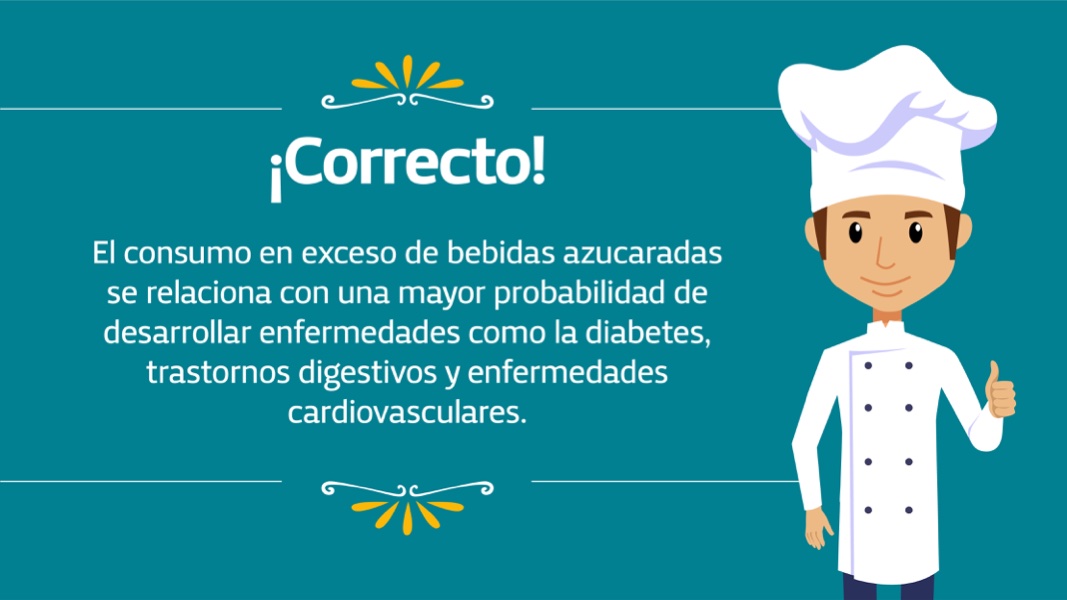 ¡Correcto!
El consumo en exceso de bebidas azucaradas
se relaciona con una mayor probabilidad de
desarrollar enfermedades como la diabetes,
trastornos digestivos y enfermedades
cardiovasculares.